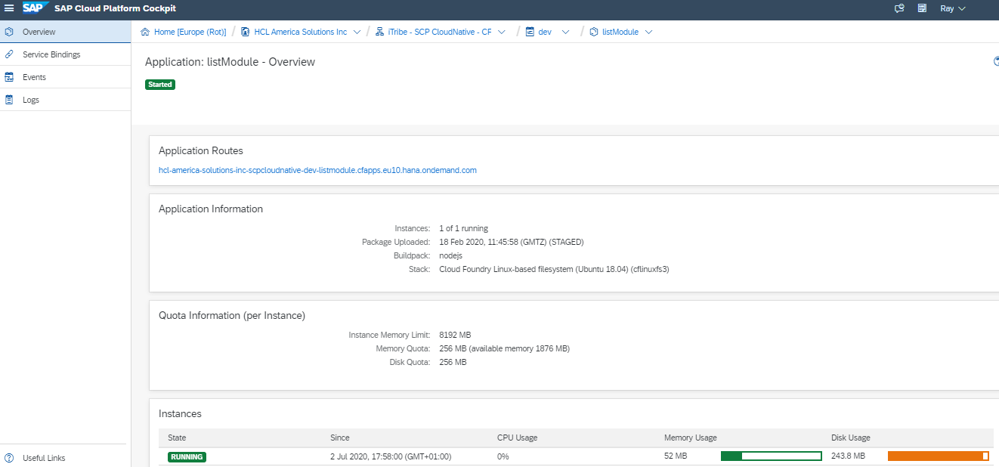 SAP SAP Cloud Platform Cockpit Ray
Overview
Service Bindings
Events
Logs
Useful Links
Home [Europe (Rot)] / HCL America Solutions Inc / iTribe - SCP CloudNative - CF / dev / listModule
Application: listModule - Overview
Started
Application Routes
hcl-america-solutions-inc-scpcloudnative-dev-listmodule.cfapps.eu10.hana.ondemand.com
Application Information
Instances: 1 of 1 running
Package Uploaded: 18 Feb 2020, 11:45:58 (GMTZ) (STAGED)
Buildpack: nodejs
Stack: Cloud Foundry Linux-based filesystem (Ubuntu 18.04) (cflinuxfs3)
Quota Information (per Instance)
Instance Memory Limit: 8192 MB
Memory Quota: 256 MB (available memory 1876 MB)
Disk Quota: 256 MB
Instances
State Since CPU Usage Memory Usage Disk Usage
RUNNING 2 Jul 2020, 17:58:00 (GMT+01:00) 0% 52 MB 243.8 MB